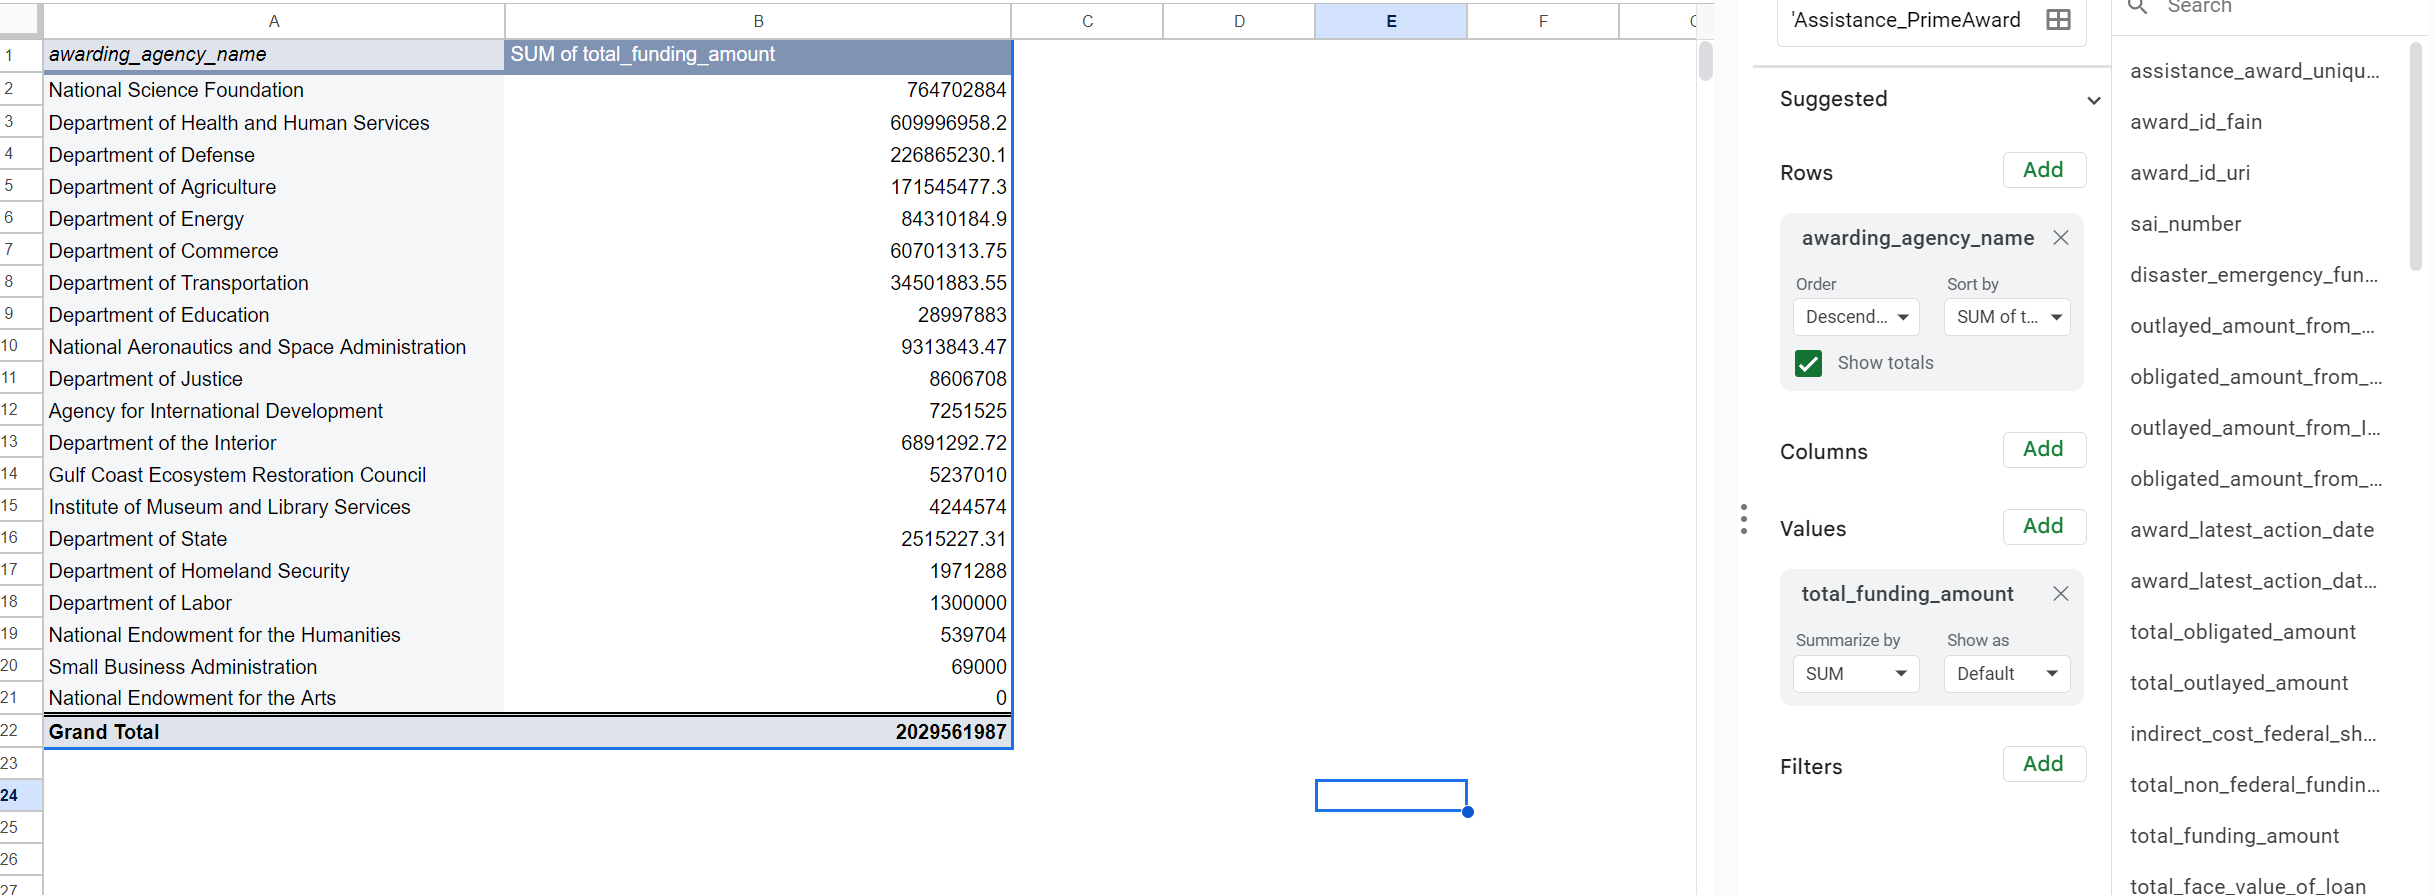 A B C D E F
1 awarding_agency_name SUM of total_funding_amount
2 National Science Foundation 764702884
3 Department of Health and Human Services 609996958.2
4 Department of Defense 226865230.1
5 Department of Agriculture 171545477.3
6 Department of Energy 84310184.9
7 Department of Commerce 60701313.75
8 Department of Transportation 34501883.55
9 Department of Education 28997883
10 National Aeronautics and Space Administration 9313843.47
11 Department of Justice 8606708
12 Agency for International Development 7251525
13 Department of the Interior 6891292.72
14 Gulf Coast Ecosystem Restoration Council 5237010
15 Institute of Museum and Library Services 4244574
16 Department of State 2515227.31
17 Department of Homeland Security 1971288
18 Department of Labor 1300000
19 National Endowment for the Humanities 539704
20 Small Business Administration 69000
21 National Endowment for the Arts 0
22 Grand Total 2029561987
23
24
25
26
27
'Assistance_PrimeAward
Suggested
Rows Add
awarding_agency_name
Order Sort by
Descend... SUM of t...
Show totals
Columns Add
Values Add
total_funding_amount
Summarize by Show as
SUM Default
Filters Add
Search
assistance_award_uniqu...
award_id_fain
award_id_uri
sai_number
disaster_emergency_fun...
outlayed_amount_from_...
obligated_amount_from_...
outlayed_amount_from_I...
obligated_amount_from_...
award_latest_action_date
award_latest_action_dat...
total_obligated_amount
total_outlayed_amount
indirect_cost_federal_sh...
total_non_federal_fundin...
total_funding_amount
total_face_value_of_loan